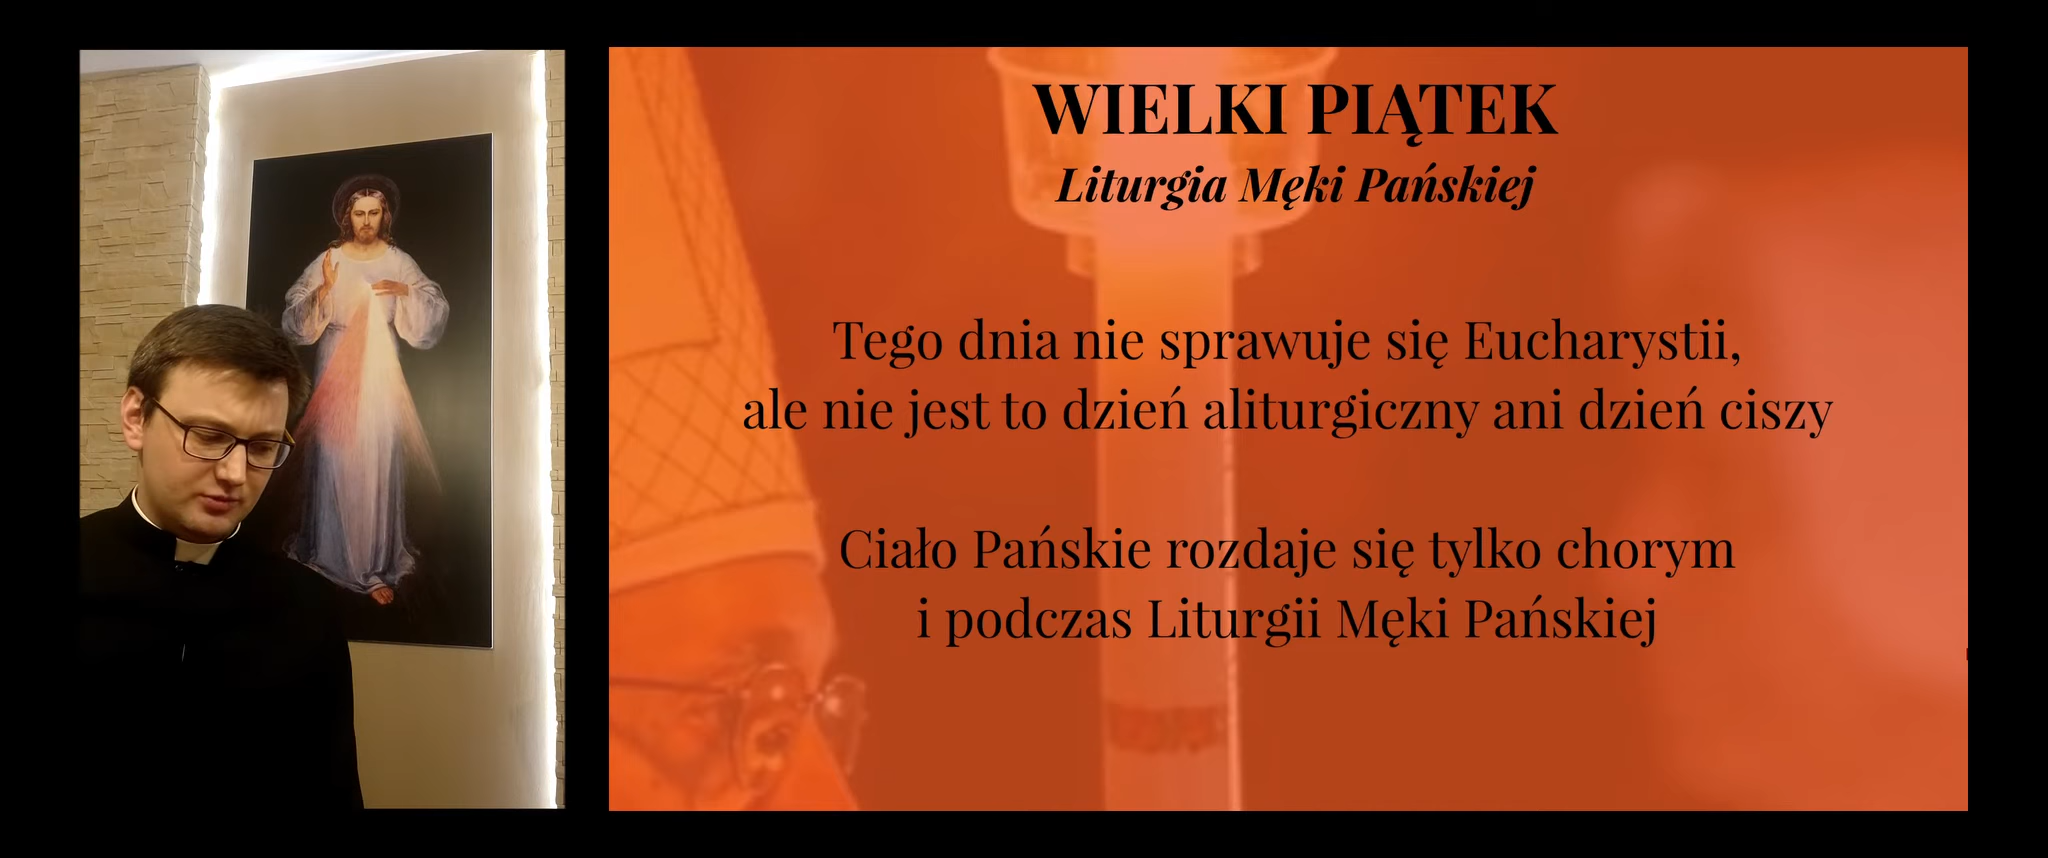 WIELKI PIĄTEK
Liturgia Męki Pańskiej
Tego dnia nie sprawuje się Eucharystii,
ale nie jest to dzień aliturgiczny ani dzień ciszy
Ciało Pańskie rozdaje się tylko chorym
i podczas Liturgii Męki Pańskiej